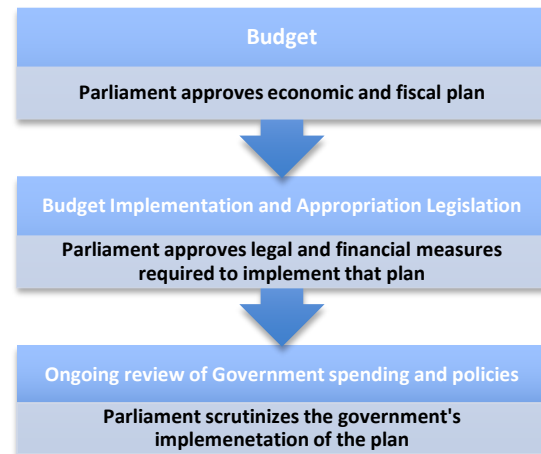 Budget
Parliament approves economic and fiscal plan
Budget Implementation and Appropriation Legislation
Parliament approves legal and financial measures
required to implement that plan
Ongoing review of Government spending and policies
Parliament scrutinizes the government's
implemenetation of the plan